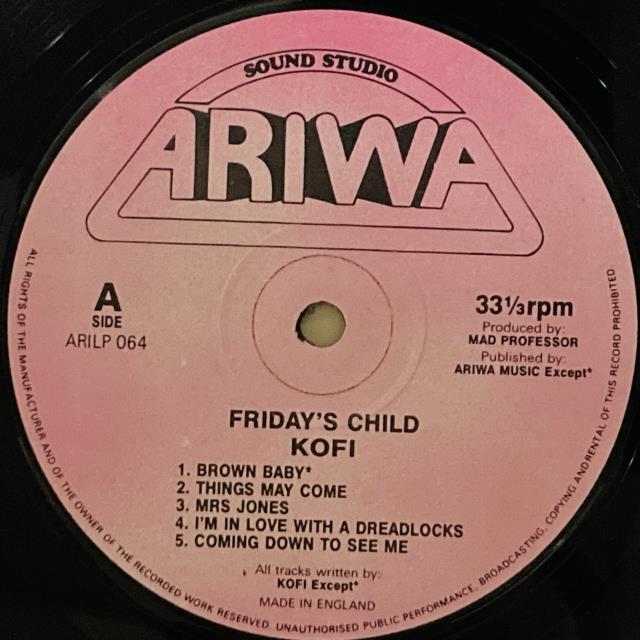 SOUND STUDIO
ARIWA
A
SIDE
ARILP 064
33⅓rpm
Produced by:
MAD PROFESSOR
Published by:
ARIWA MUSIC Except*
FRIDAY'S CHILD
KOFI
1. BROWN BABY*
2. THINGS MAY COME
3. MRS JONES
4. I'M IN LOVE WITH A DREADLOCKS
5. COMING DOWN TO SEE ME
All tracks written by:
KOFI Except*
MADE IN ENGLAND
ALL RIGHTS OF THE MANUFACTURER AND OF THE OWNER OF THE RECORDED WORK RESERVED. UNAUTHORISED PUBLIC PERFORMANCE, BROADCASTING, COPYING AND RENTAL OF THIS RECORD PROHIBITED